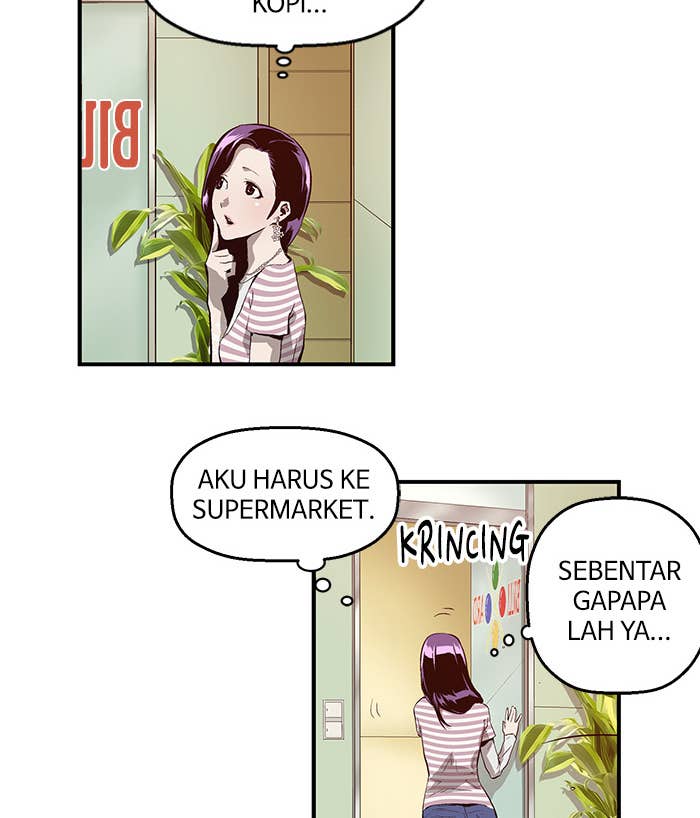 KOPI...
AKU HARUS KE
SUPERMARKET.
KRINCING
SEBENTAR
GAPAPA
LAH YA...